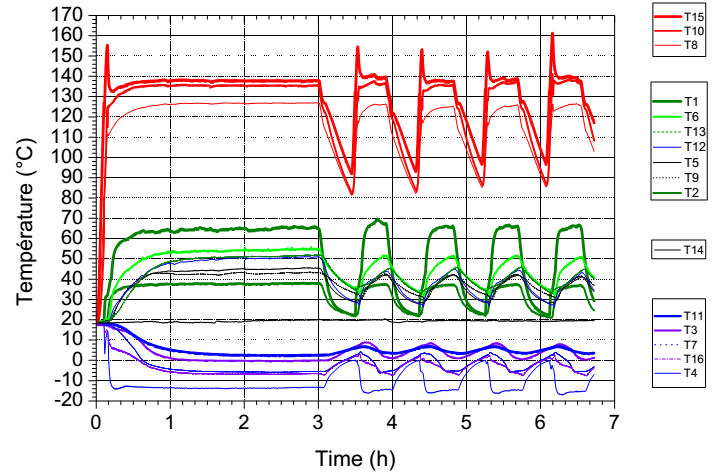 170
160
150
140
130
120
110
100
90
80
70
60
50
40
30
20
10
0
-10
-20
0 1 2 3 4 5 6 7
Time (h)
Température (°C)
T15
T10
T8
T1
T6
T13
T12
T5
T9
T2
T14
T11
T3
T7
T16
T4